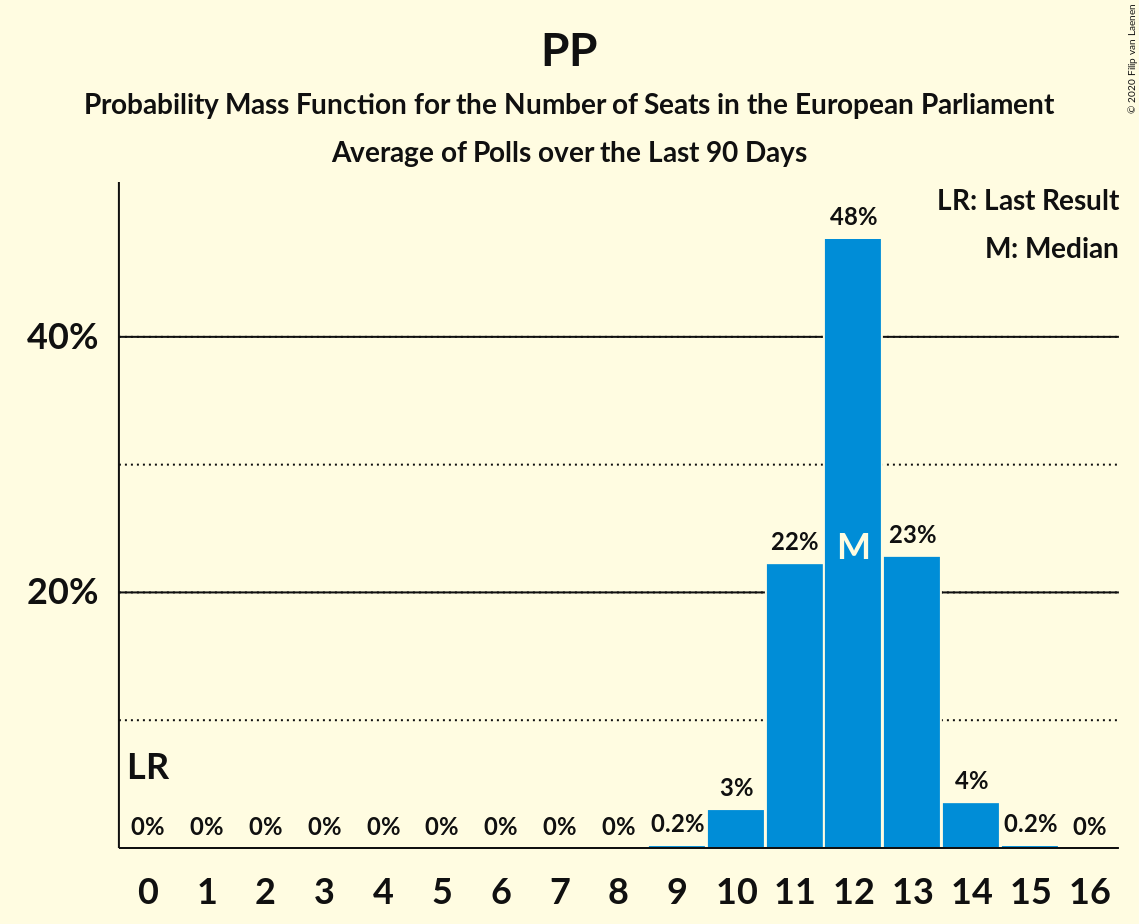 PP
Probability Mass Function for the Number of Seats in the European Parliament
Average of Polls over the Last 90 Days
© 2020 Filip van Laenen
LR: Last Result
M: Median
48%
40%
22%
M
23%
20%
LR
0% 0% 0% 0% 0% 0% 0% 0% 0% 0.2% 3% 4% 0.2% 0%
0 1 2 3 4 5 6 7 8 9 10 11 12 13 14 15 16